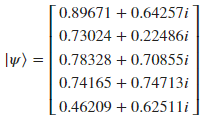 0.89671 + 0.64257i
0.73024 + 0.22486i
|ψ⟩ = 0.78328 + 0.70855i
0.74165 + 0.74713i
0.46209 + 0.62511i